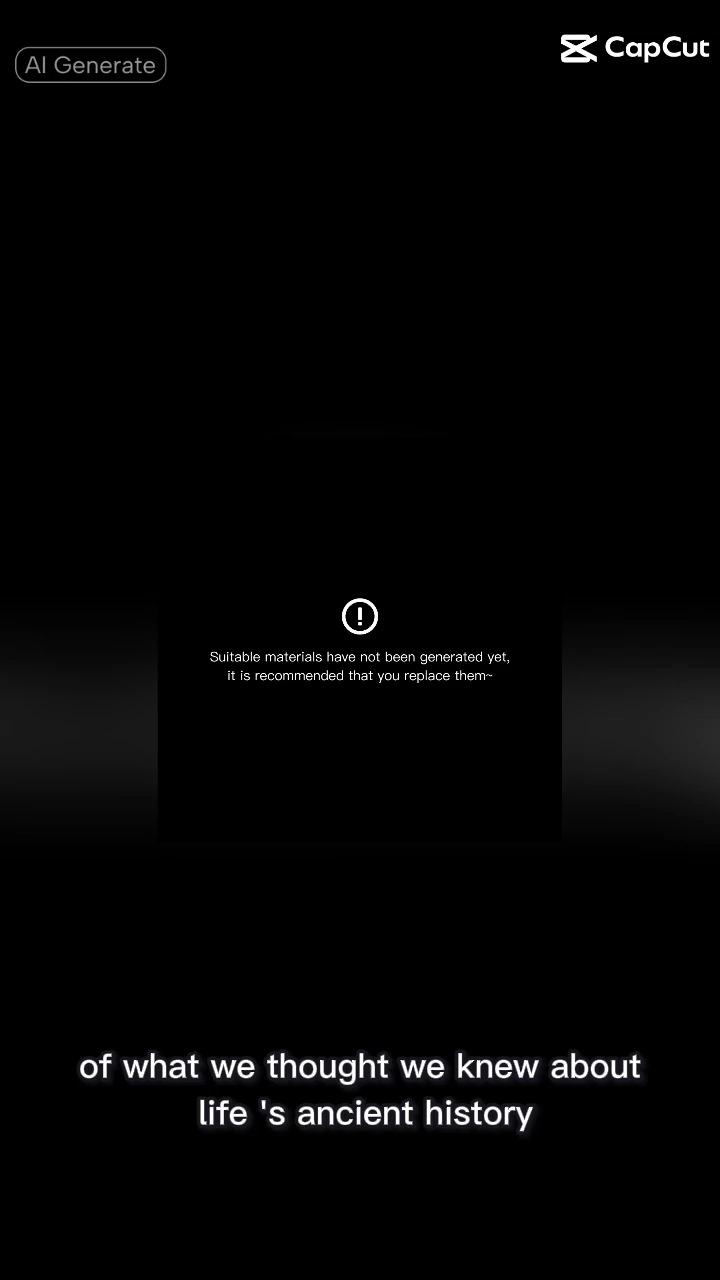 AI Generate
CapCut
Suitable materials have not been generated yet,
it is recommended that you replace them~
of what we thought we knew about
life 's ancient history